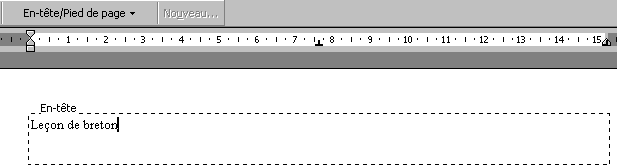 En-tête/Pied de page Nouveau...
1 2 3 4 5 6 7 8 9 10 11 12 13 14 15
En-tête
Leçon de breton